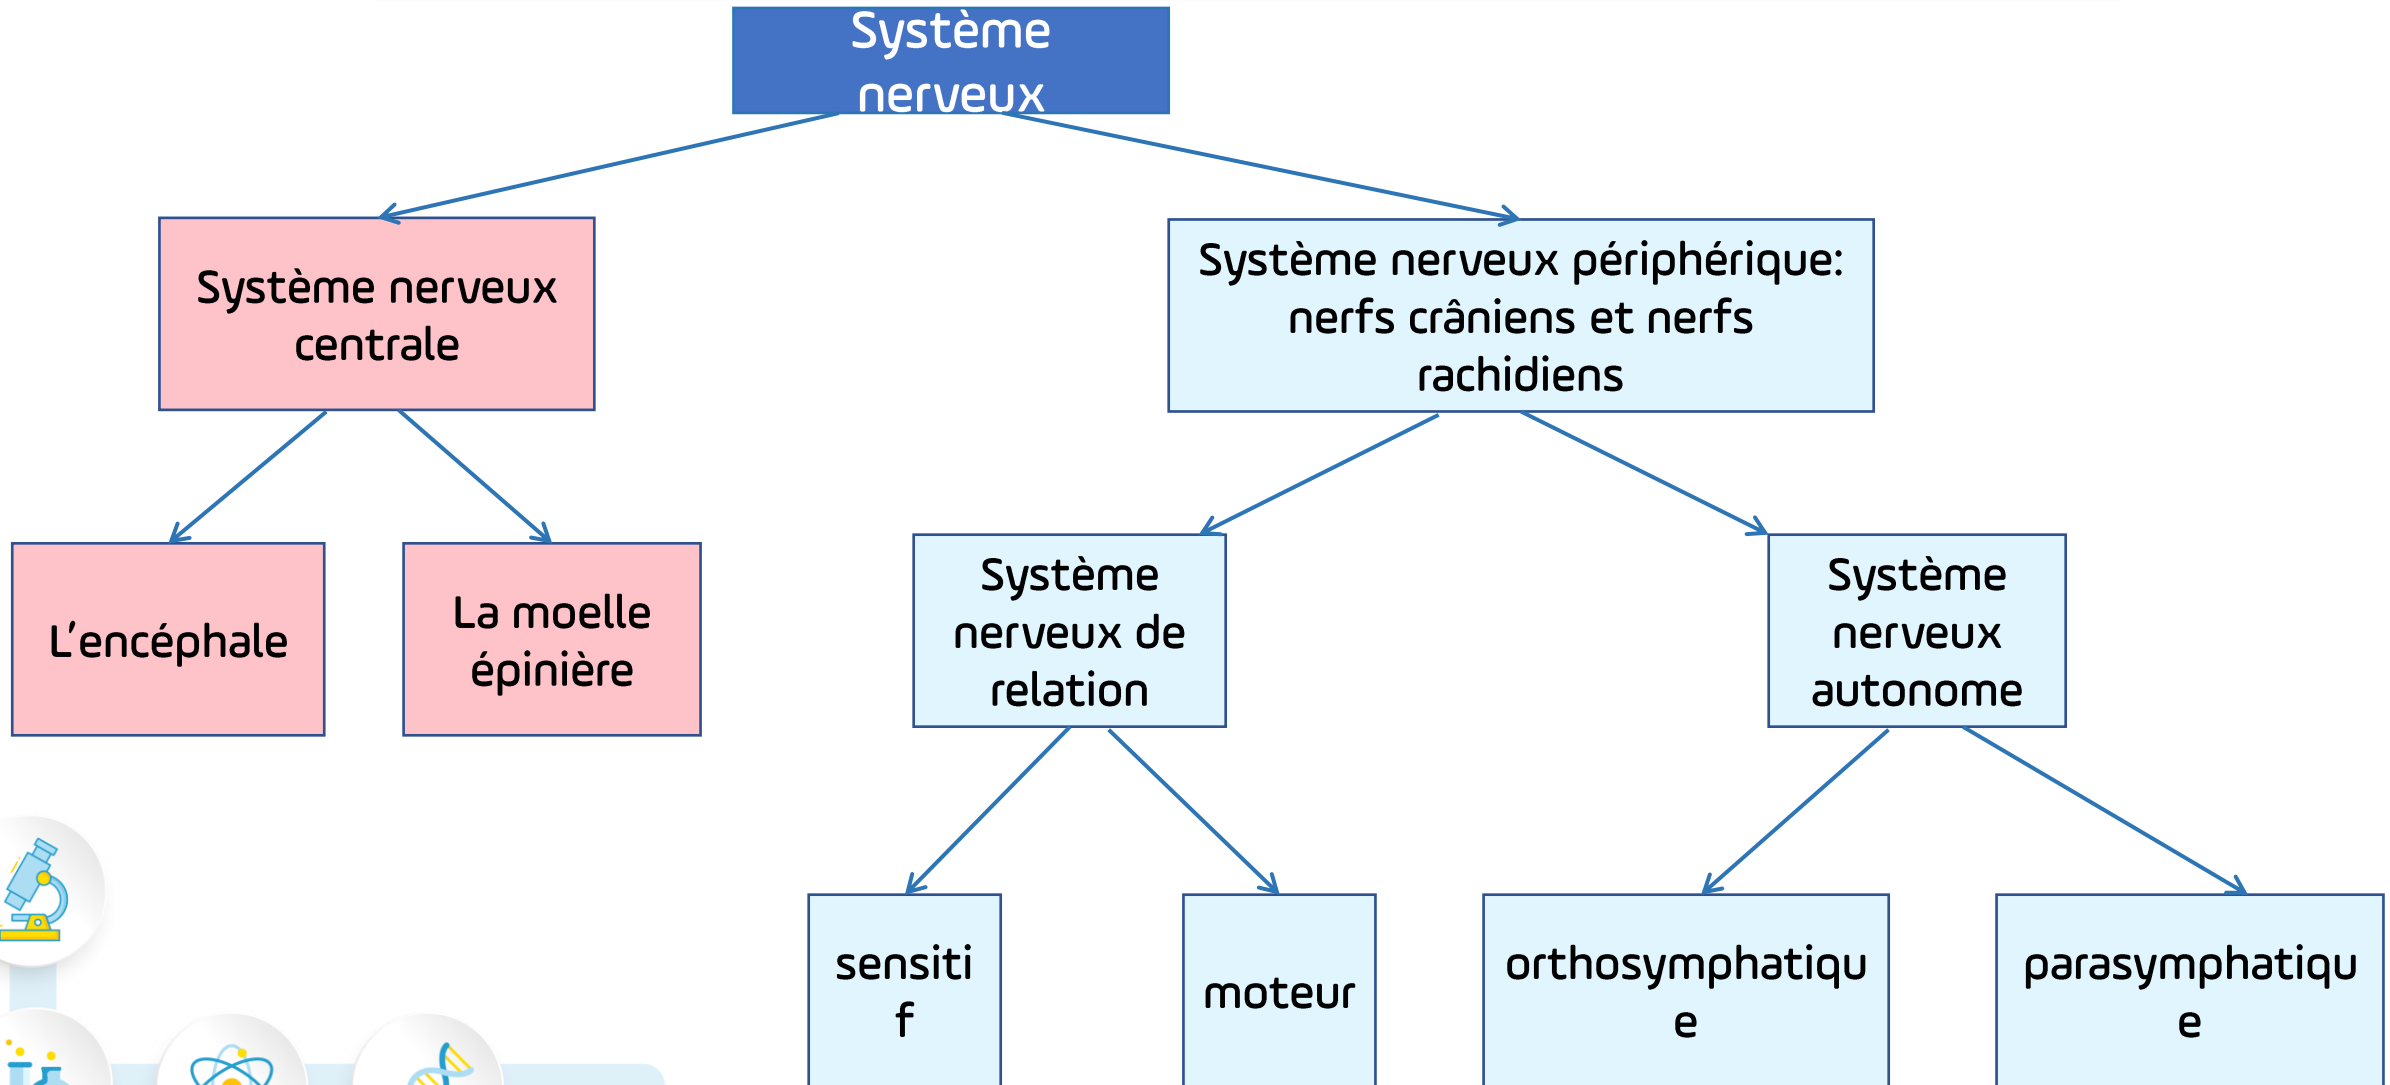 Système
nerveux
Système nerveux
centrale
Système nerveux périphérique:
nerfs crâniens et nerfs
rachidiens
L'encéphale
La moelle
épinière
Système
nerveux de
relation
Système
nerveux
autonome
sensiti
f
moteur
orthosymphatiqu
e
parasymphatiqu
e